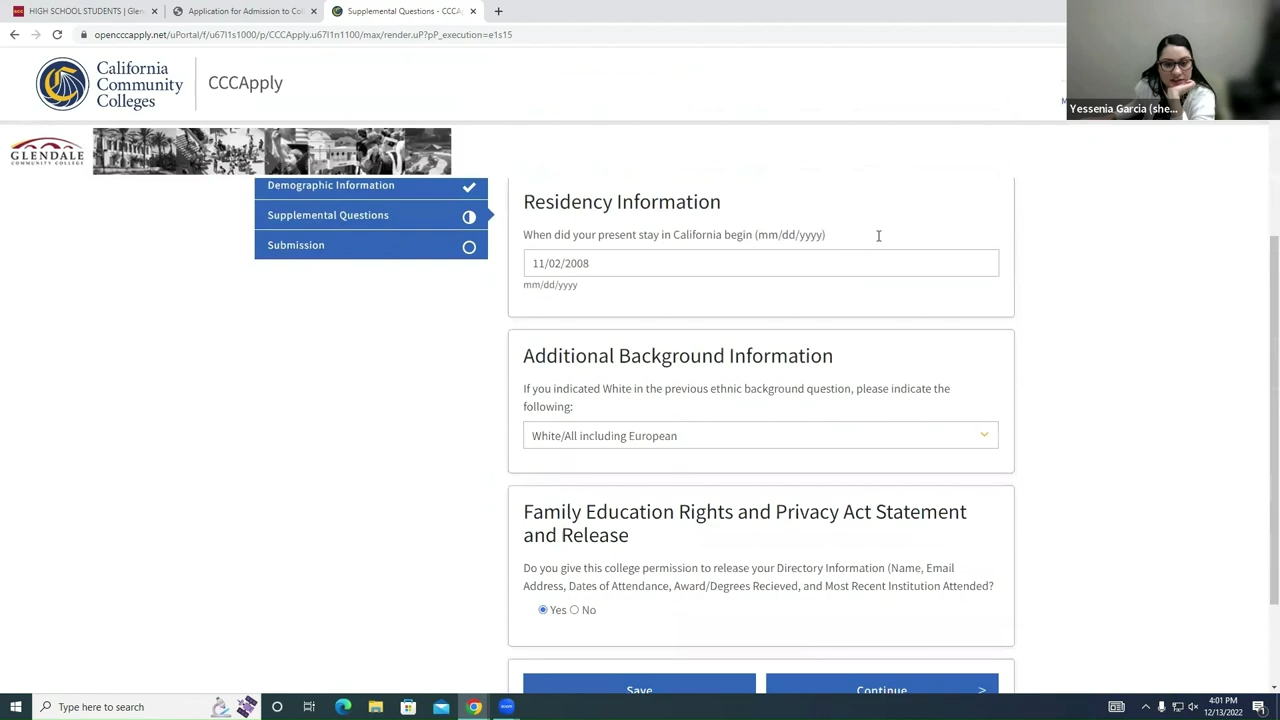 HIGH SCHOOL STUDENTS | Glen
Application for Admission to Coll
Supplemental Questions - CCCA
opencccapply.net/uPortal/f/u67l1s1000/p/CCCApply.u67l1n1100/max/render.uP?pP_execution=e1s15
California
Community
Colleges
CCCApply
Yessenia Garcia (she...
GLENDALE
COMMUNITY COLLEGE
Demographic Information
Supplemental Questions
Submission
Residency Information
When did your present stay in California begin (mm/dd/yyyy)
11/02/2008
mm/dd/yyyy
Additional Background Information
If you indicated White in the previous ethnic background question, please indicate the
following:
White/All including European
Family Education Rights and Privacy Act Statement
and Release
Do you give this college permission to release your Directory Information (Name, Email
Address, Dates of Attendance, Award/Degrees Recieved, and Most Recent Institution Attended?
Yes No
Save
Continue >
Type here to search
4:01 PM
12/13/2022